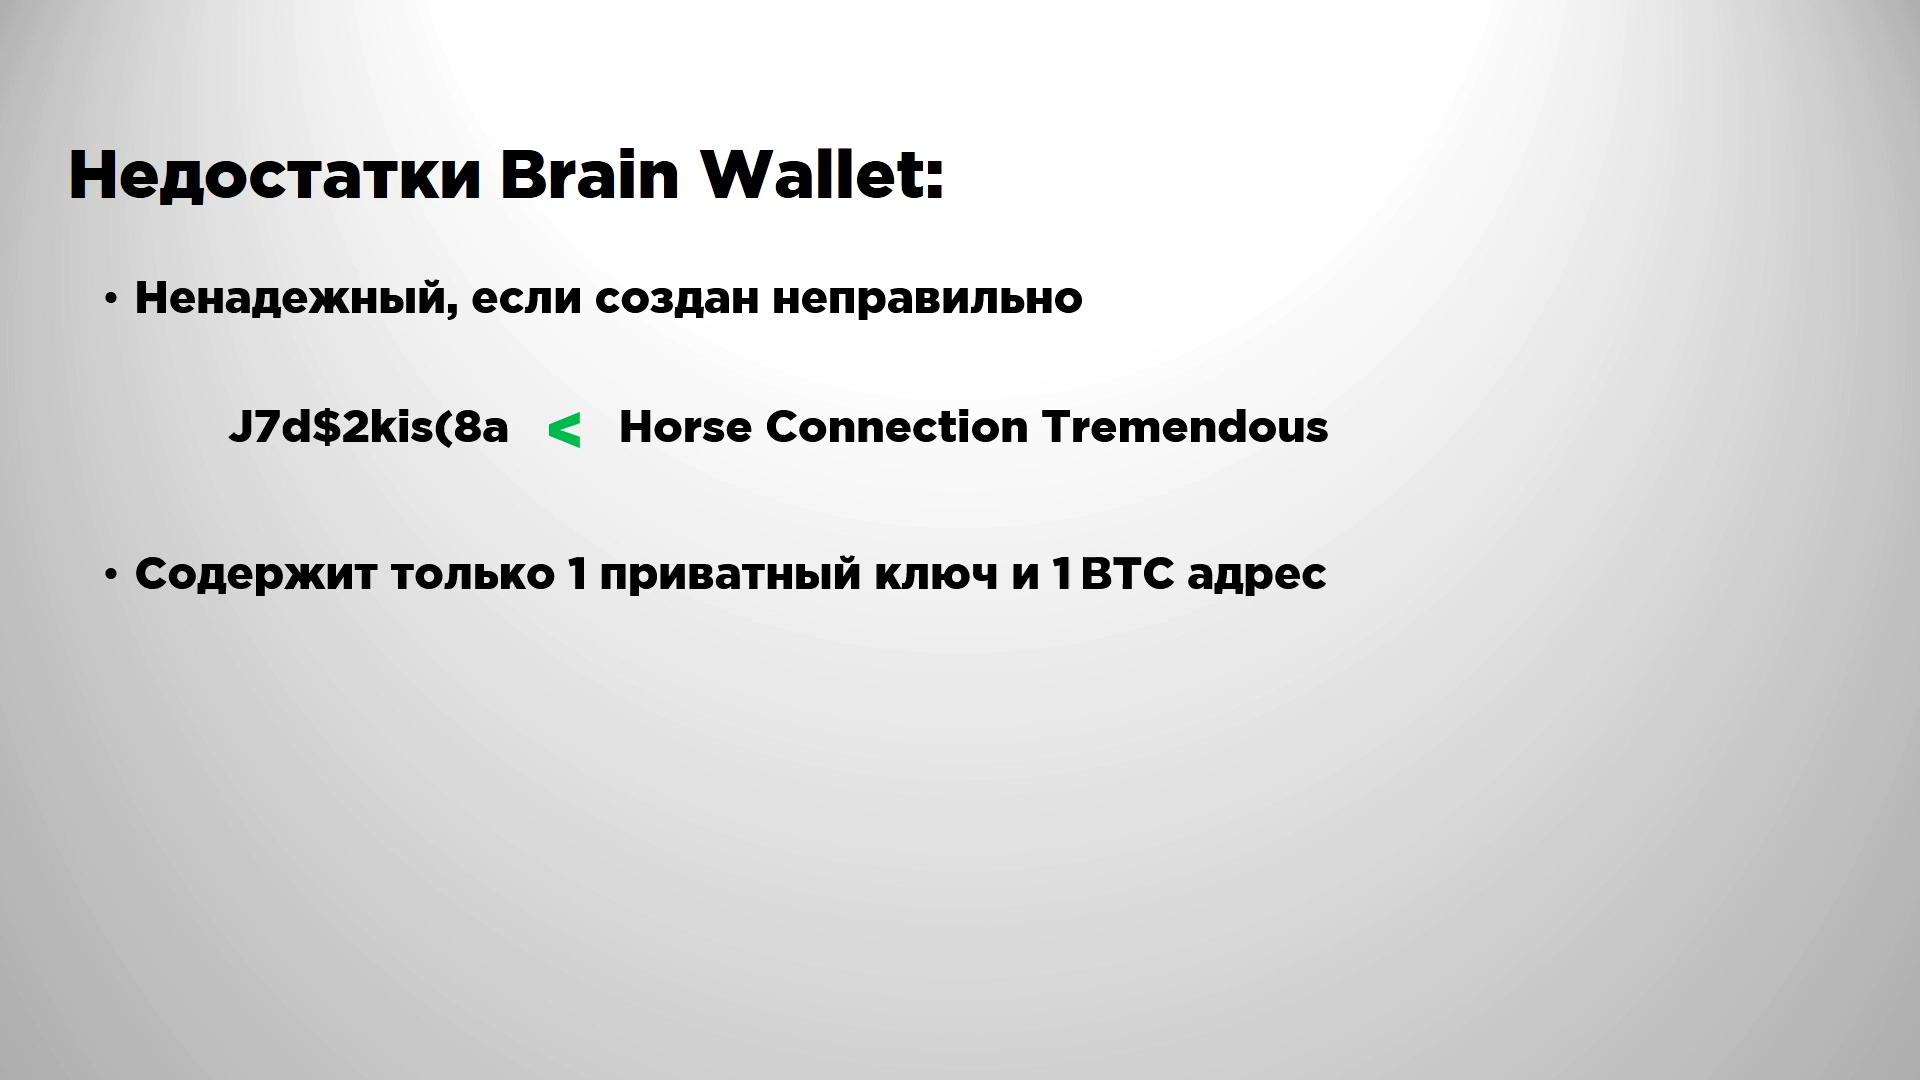 Недостатки Brain Wallet:
• Ненадежный, если создан неправильно
J7d$2kis(8a < Horse Connection Tremendous
• Содержит только 1 приватный ключ и 1 BTC адрес